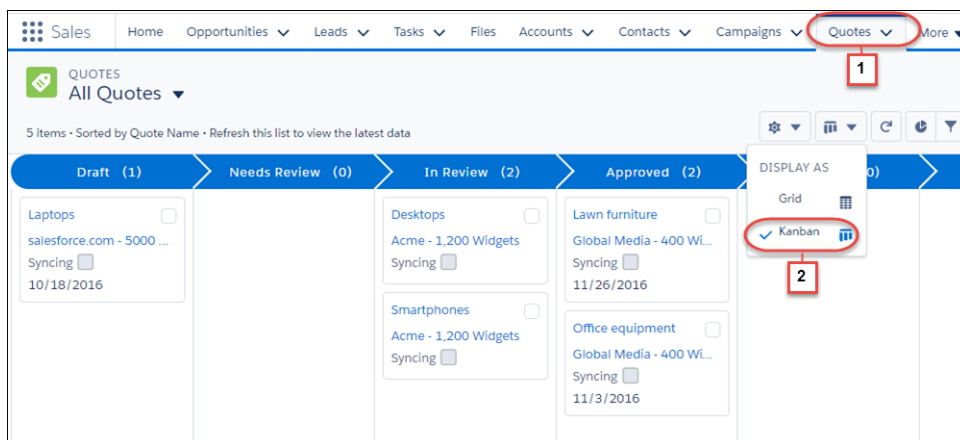 Sales Home Opportunities Leads Tasks Files Accounts Contacts Campaigns Quotes More
1
QUOTES
All Quotes
5 items • Sorted by Quote Name • Refresh this list to view the latest data
Draft (1) Needs Review (0) In Review (2) Approved (2) 0)
DISPLAY AS
Grid
Kanban
2
Laptops
salesforce.com - 5000 ...
Syncing
10/18/2016
Desktops
Acme - 1,200 Widgets
Syncing
Smartphones
Acme - 1,200 Widgets
Syncing
Lawn furniture
Global Media - 400 Wi...
Syncing
11/26/2016
Office equipment
Global Media - 400 Wi...
Syncing
11/3/2016